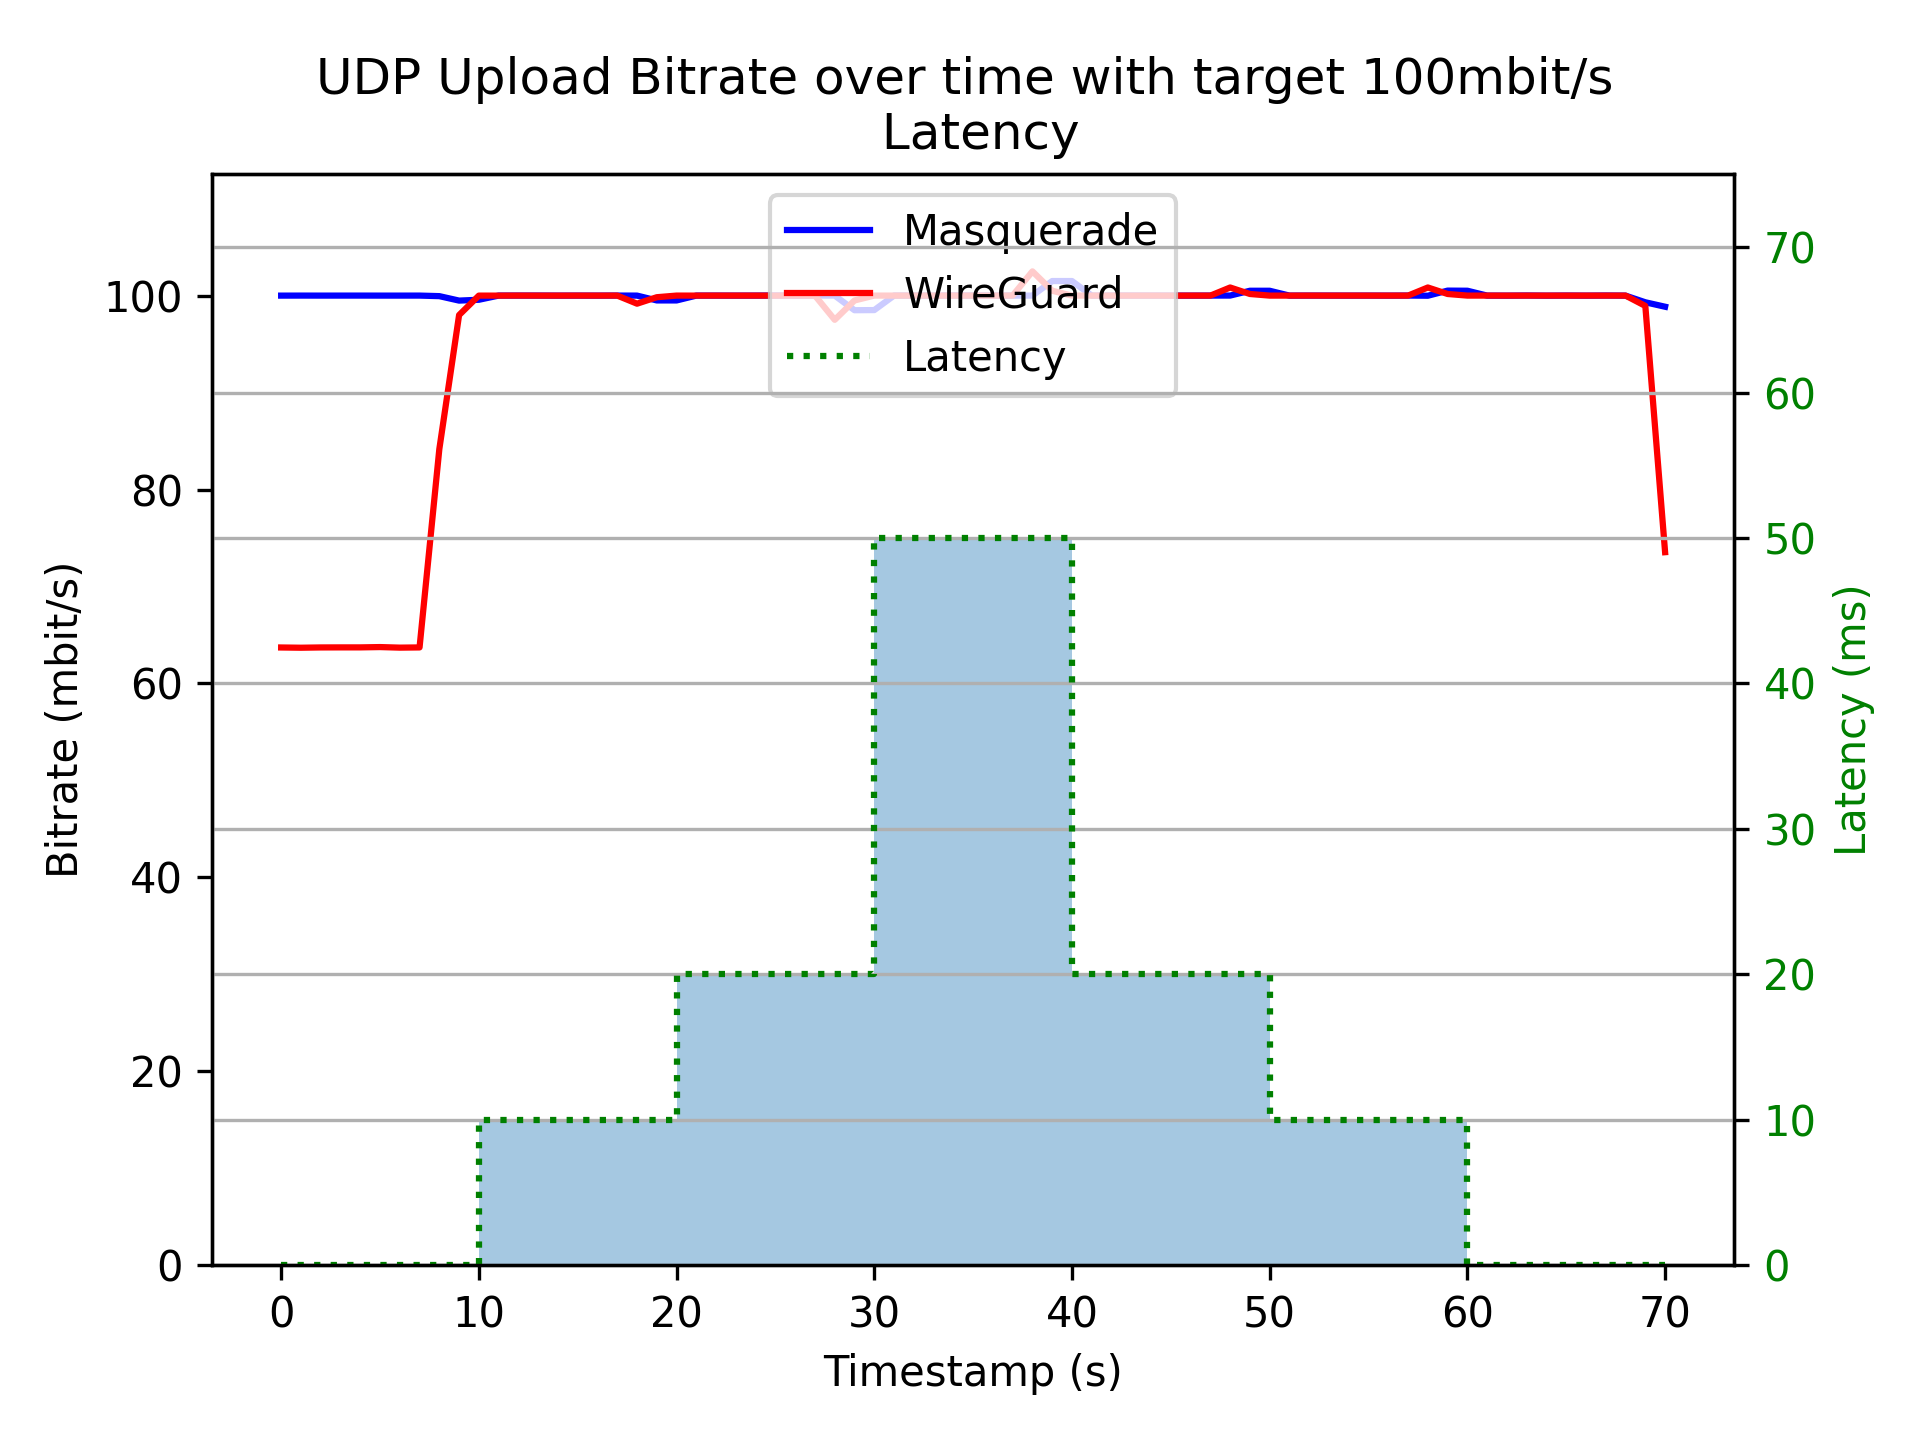 UDP Upload Bitrate over time with target 100mbit/s
Latency
Masquerade
WireGuard
Latency
Bitrate (mbit/s)
100
80
60
40
20
0
Latency (ms)
70
60
50
40
30
20
10
0
0 10 20 30 40 50 60 70
Timestamp (s)